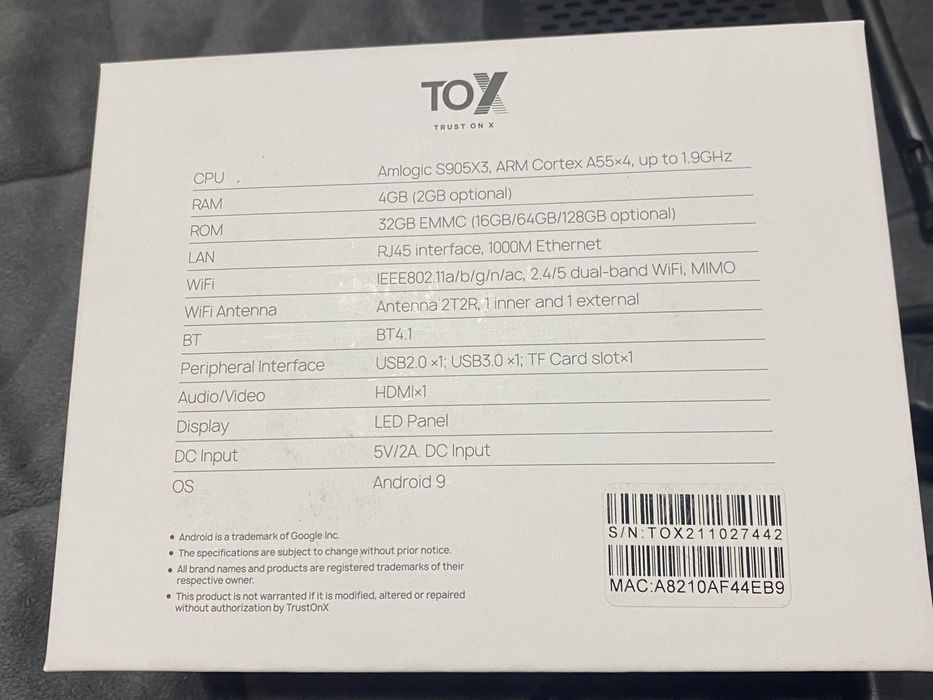 TOX
TRUST ON X
CPU Amlogic S905X3, ARM Cortex A55×4, up to 1.9GHz
RAM 4GB (2GB optional)
ROM 32GB EMMC (16GB/64GB/128GB optional)
LAN RJ45 interface, 1000M Ethernet
WiFi IEEE802.11a/b/g/n/ac, 2.4/5 dual-band WiFi, MIMO
WiFi Antenna Antenna 2T2R, 1 inner and 1 external
BT BT4.1
Peripheral Interface USB2.0 ×1; USB3.0 ×1; TF Card slot×1
Audio/Video HDMI×1
Display LED Panel
DC Input 5V/2A. DC Input
OS Android 9
• Android is a trademark of Google Inc.
• The specifications are subject to change without prior notice.
• All brand names and products are registered trademarks of their
respective owner.
• This product is not warranted if it is modified, altered or repaired
without authorization by TrustOnX
S/N:TOX211027442
MAC:A8210AF44EB9